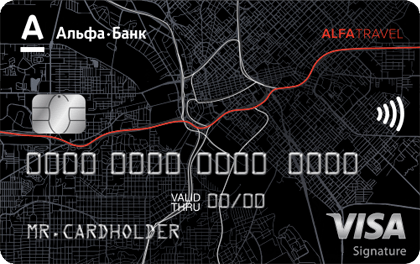 А Альфа·Банк
ALFATRAVEL
0000 0000 0000 0000
VALID THRU 00/00
MR. CARDHOLDER
VISA
Signature